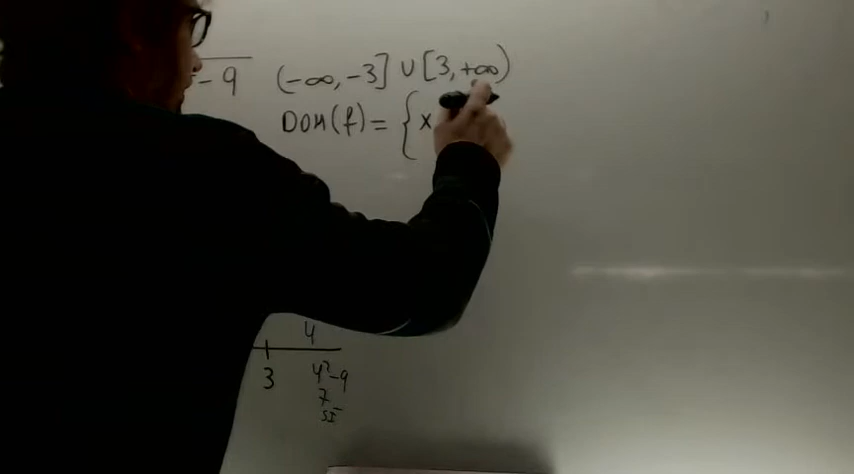 -9 (-∞, -3] ∪ [3, +∞)
DOM(f) = { x
4
3 4²-9
7
SÍ